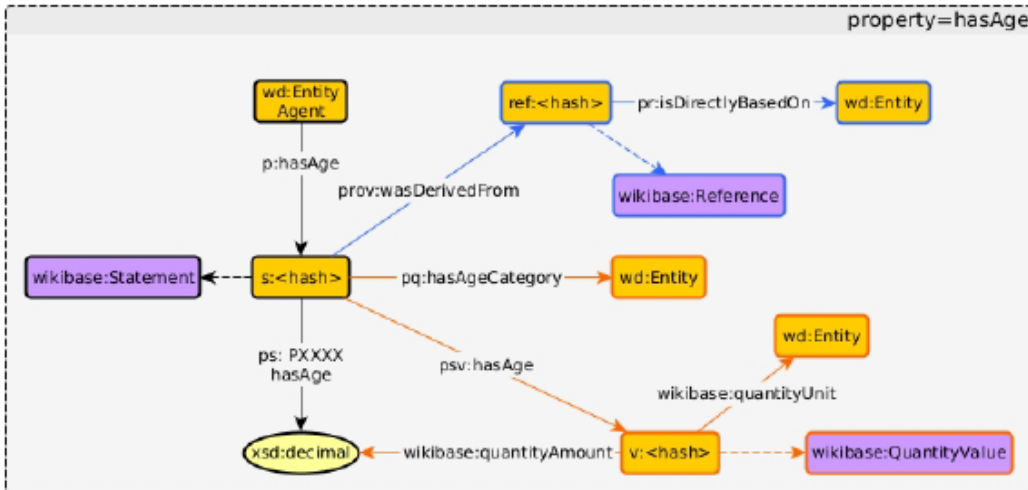 property=hasAge
wd:Entity
Agent
ref:<hash>
pr:isDirectlyBasedOn
wd:Entity
p:hasAge
prov:wasDerivedFrom
wikibase:Reference
wikibase:Statement
s:<hash>
pq:hasAgeCategory
wd:Entity
wd:Entity
ps: PXXXX
hasAge
psv:hasAge
wikibase:quantityUnit
xsd:decimal
wikibase:quantityAmount
v:<hash>
wikibase:QuantityValue